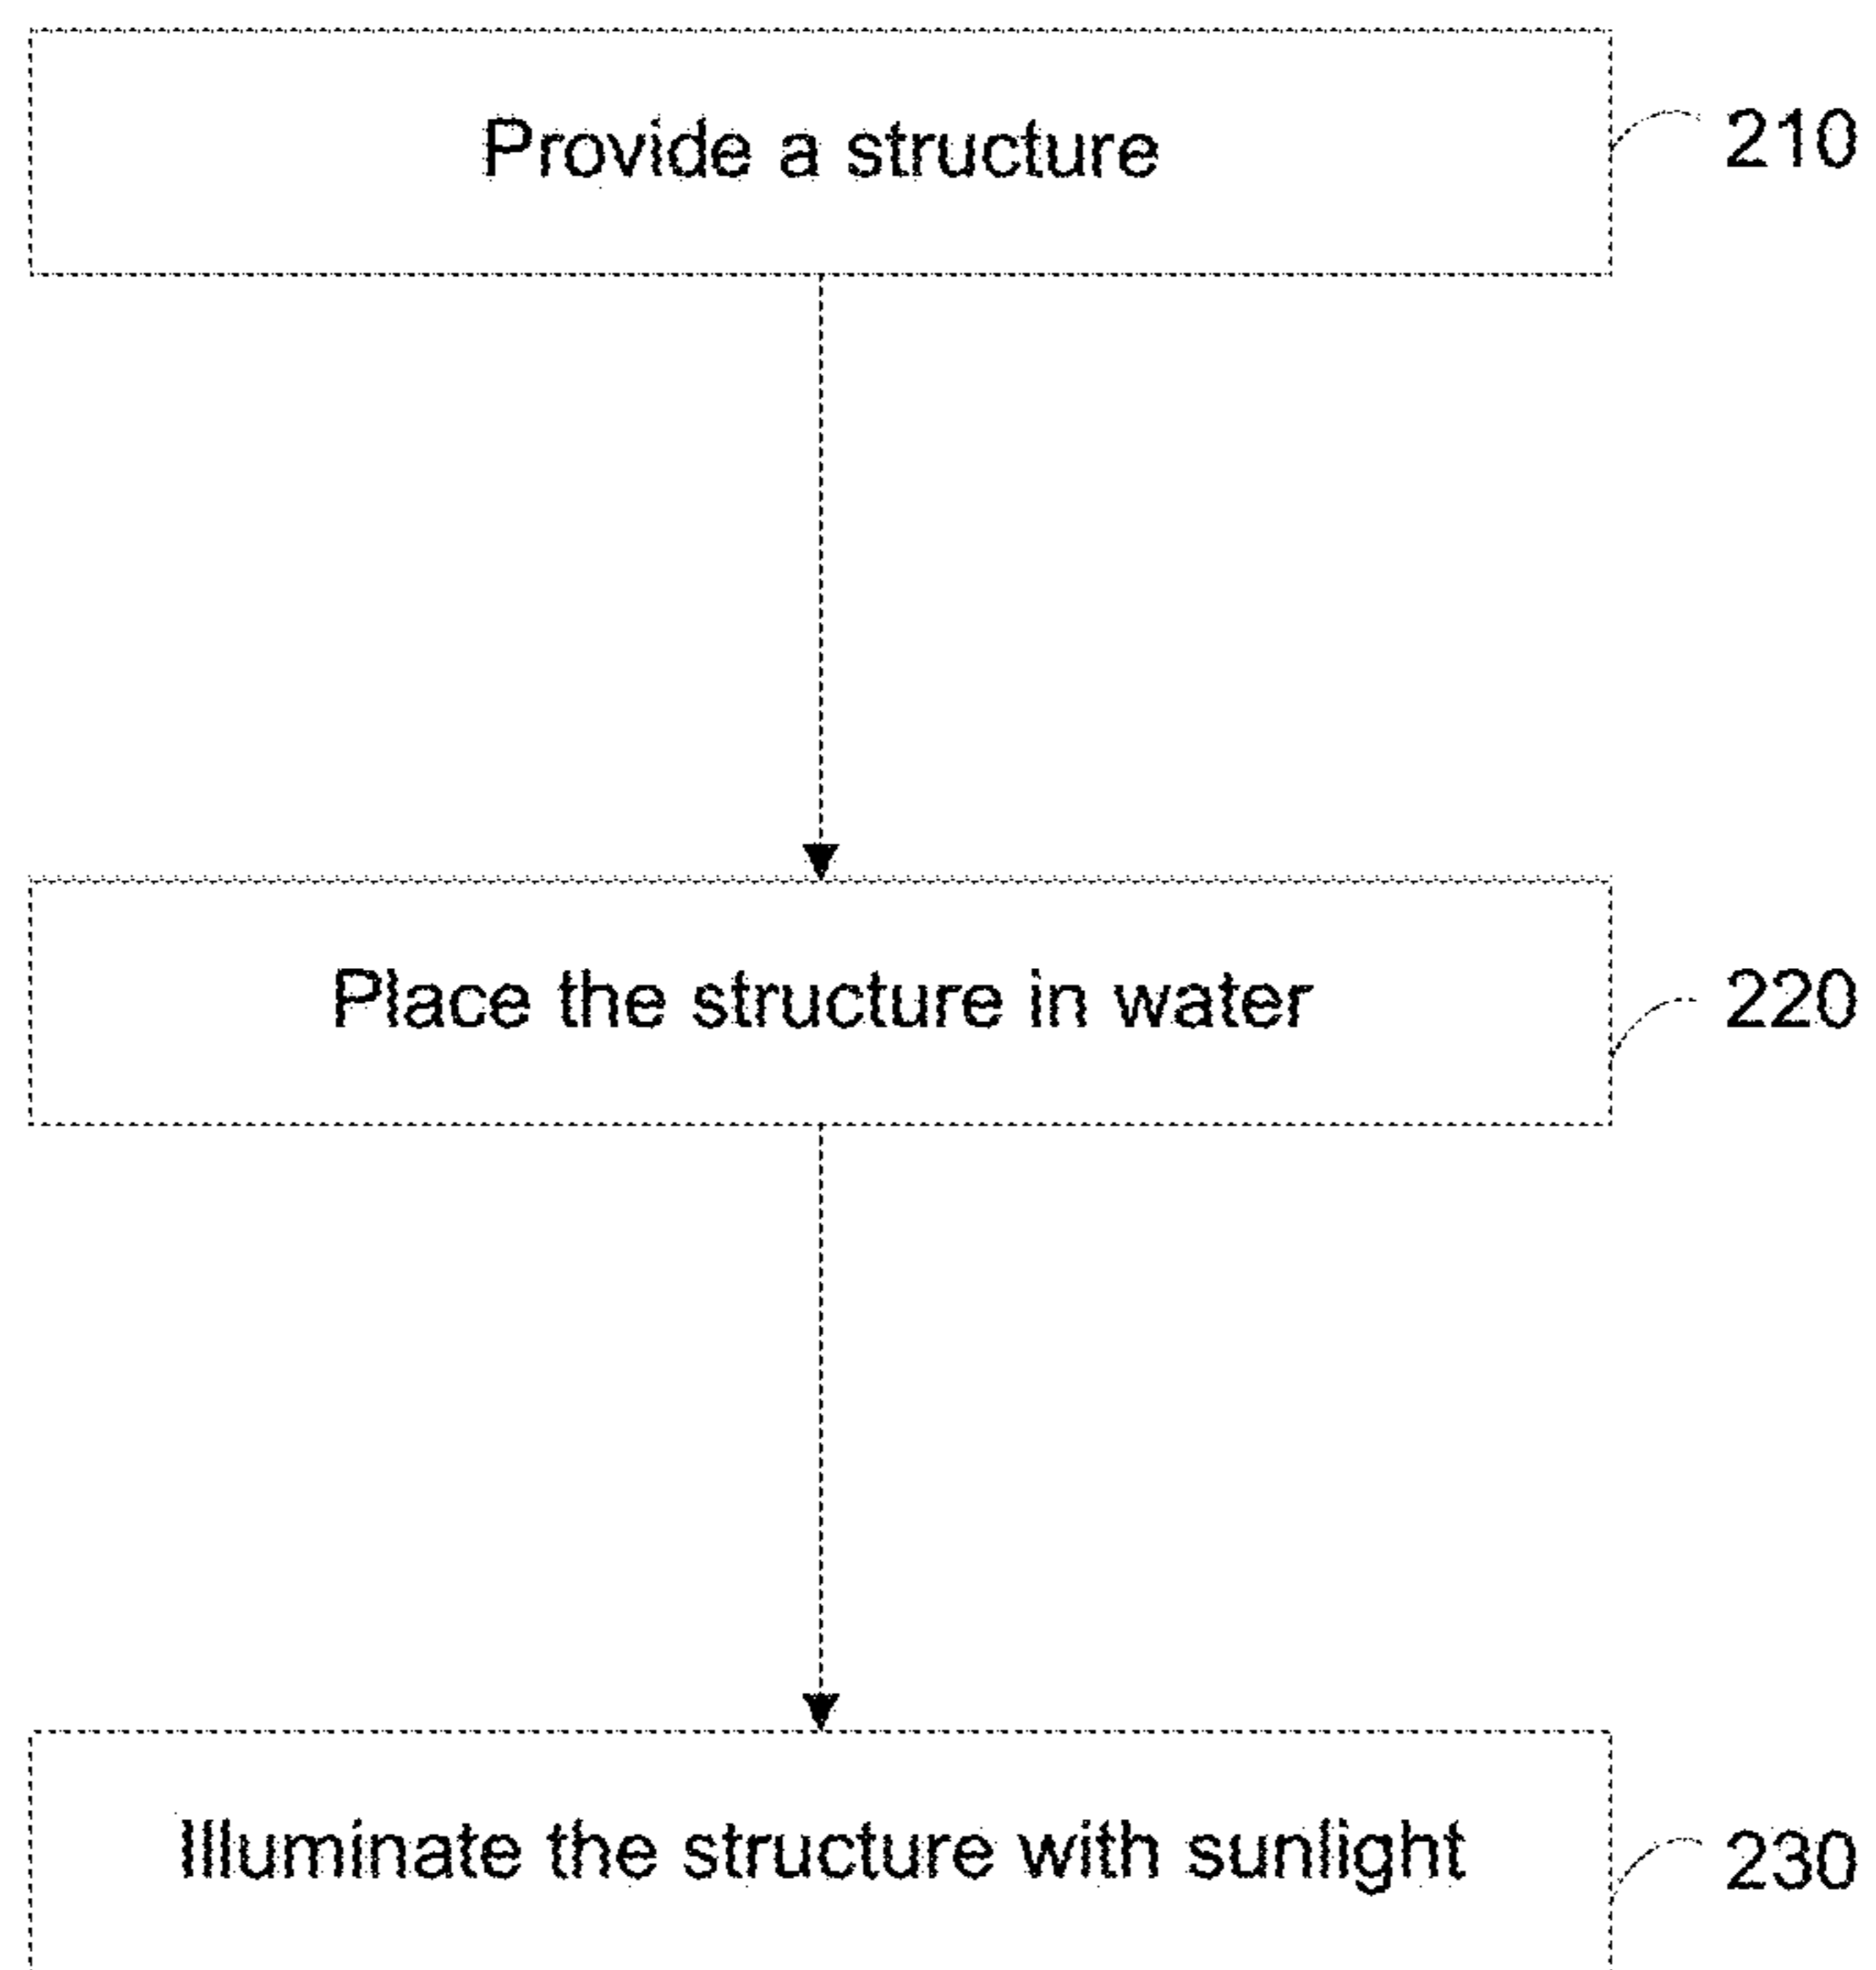 Provide a structure
210
Place the structure in water
220
Illuminate the structure with sunlight
230